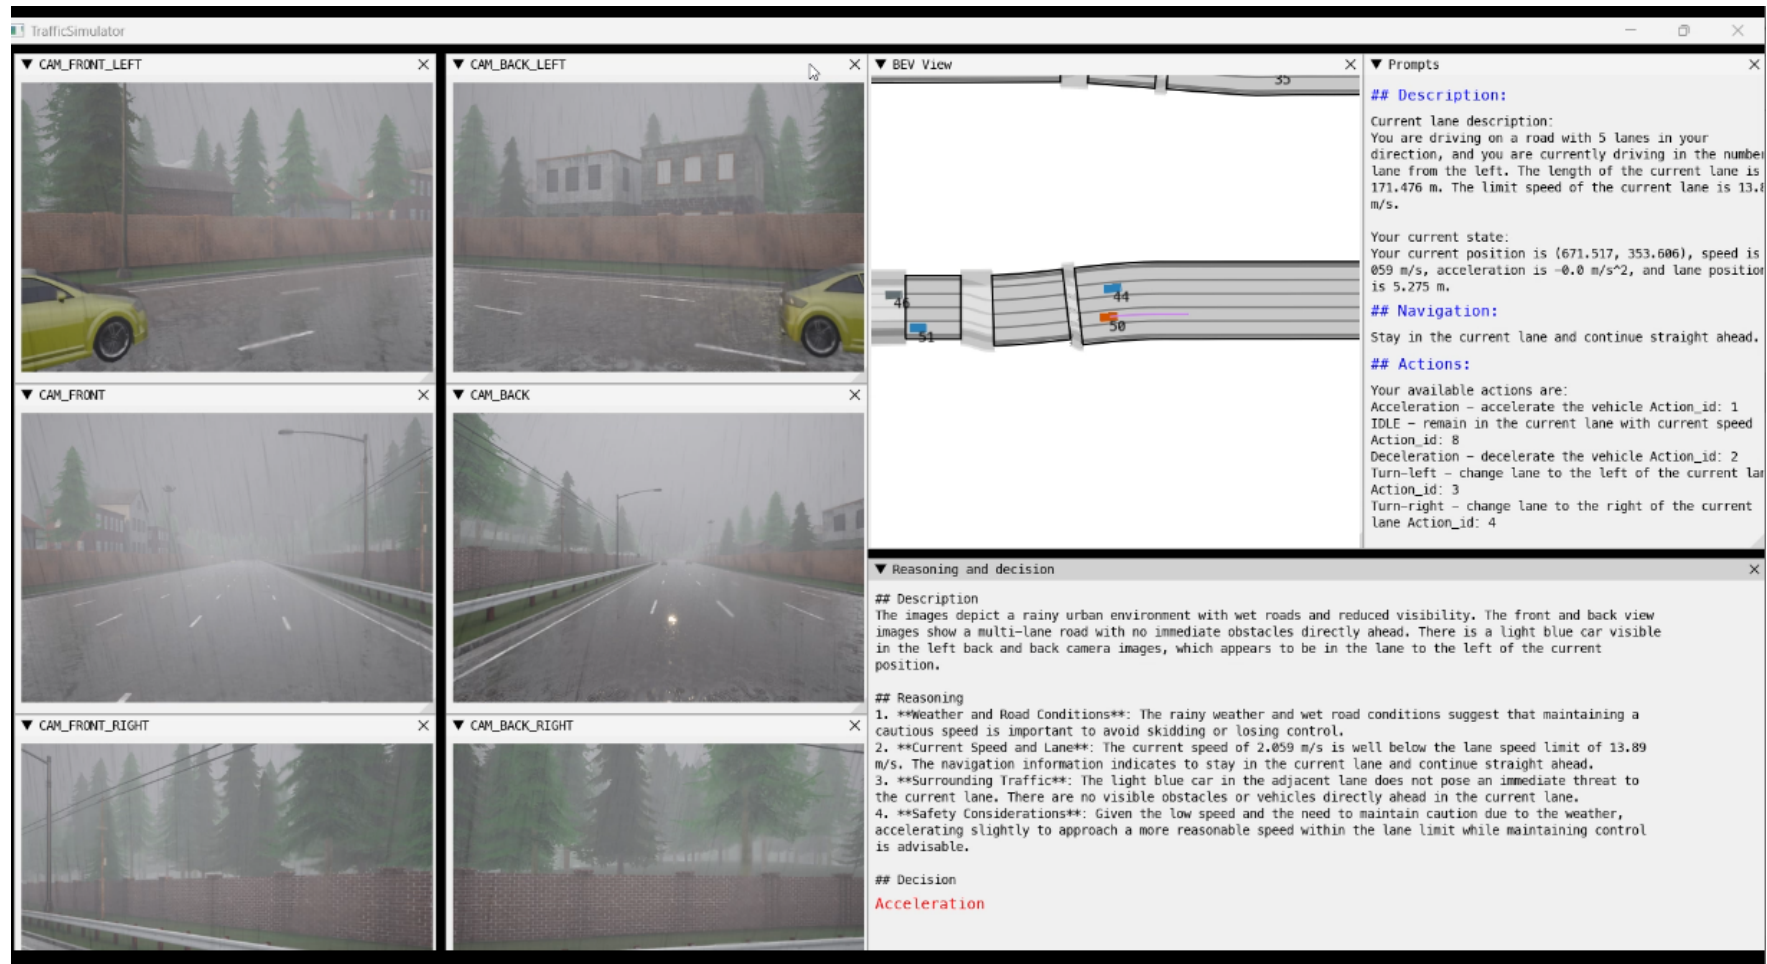 TrafficSimulator
CAM_FRONT_LEFT
CAM_BACK_LEFT
BEV View
Prompts
35
46
51
44
50
## Description:
Current lane description:
You are driving on a road with 5 lanes in your
direction, and you are currently driving in the number
lane from the left. The length of the current lane is
171.476 m. The limit speed of the current lane is 13.8
m/s.
Your current state:
Your current position is (671.517, 353.606), speed is
059 m/s, acceleration is -0.0 m/s^2, and lane position
is 5.275 m.
## Navigation:
Stay in the current lane and continue straight ahead.
## Actions:
Your available actions are:
Acceleration - accelerate the vehicle Action_id: 1
IDLE - remain in the current lane with current speed
Action_id: 8
Deceleration - decelerate the vehicle Action_id: 2
Turn-left - change lane to the left of the current lan
Action_id: 3
Turn-right - change lane to the right of the current
lane Action_id: 4
CAM_FRONT
CAM_BACK
CAM_FRONT_RIGHT
CAM_BACK_RIGHT
Reasoning and decision
## Description
The images depict a rainy urban environment with wet roads and reduced visibility. The front and back view
images show a multi-lane road with no immediate obstacles directly ahead. There is a light blue car visible
in the left back and back camera images, which appears to be in the lane to the left of the current
position.
## Reasoning
1. **Weather and Road Conditions**: The rainy weather and wet road conditions suggest that maintaining a
cautious speed is important to avoid skidding or losing control.
2. **Current Speed and Lane**: The current speed of 2.059 m/s is well below the lane speed limit of 13.89
m/s. The navigation information indicates to stay in the current lane and continue straight ahead.
3. **Surrounding Traffic**: The light blue car in the adjacent lane does not pose an immediate threat to
the current lane. There are no visible obstacles or vehicles directly ahead in the current lane.
4. **Safety Considerations**: Given the low speed and the need to maintain caution due to the weather,
accelerating slightly to approach a more reasonable speed within the lane limit while maintaining control
is advisable.
## Decision
Acceleration